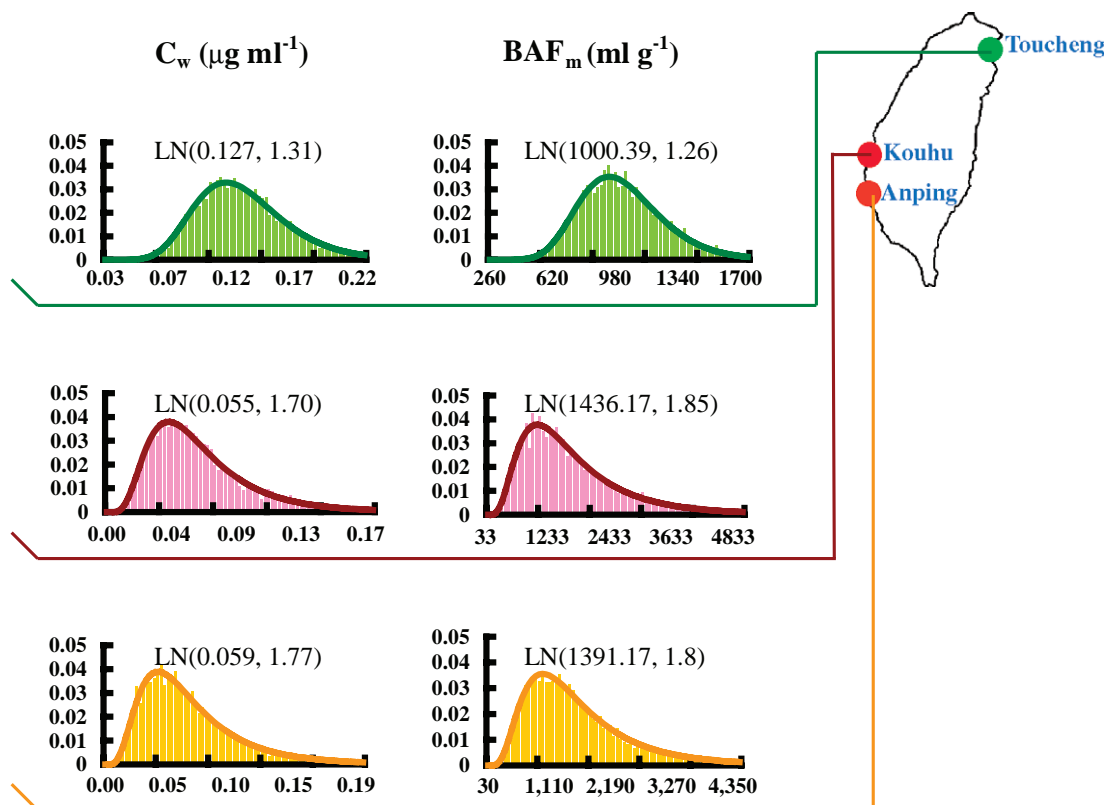 C_w (μg ml⁻¹)
BAF_m (ml g⁻¹)
Toucheng
Kouhu
Anping
LN(0.127, 1.31)
0.05
0.04
0.03
0.02
0.01
0
0.03 0.07 0.12 0.17 0.22
LN(1000.39, 1.26)
0.05
0.04
0.03
0.02
0.01
0
260 620 980 1340 1700
LN(0.055, 1.70)
0.05
0.04
0.03
0.02
0.01
0
0.00 0.04 0.09 0.13 0.17
LN(1436.17, 1.85)
0.05
0.04
0.03
0.02
0.01
0
33 1233 2433 3633 4833
LN(0.059, 1.77)
0.05
0.04
0.03
0.02
0.01
0
0.00 0.05 0.10 0.15 0.19
LN(1391.17, 1.8)
0.05
0.04
0.03
0.02
0.01
0
30 1,110 2,190 3,270 4,350